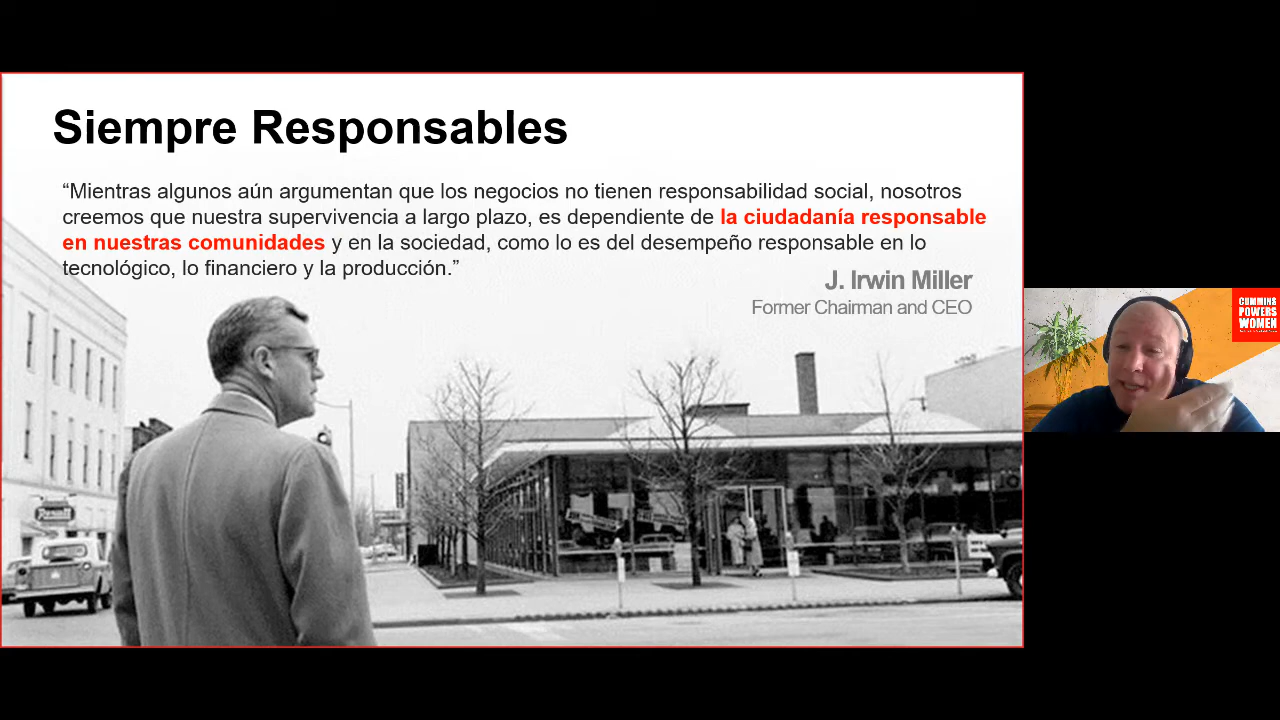 Siempre Responsables
“Mientras algunos aún argumentan que los negocios no tienen responsabilidad social, nosotros
creemos que nuestra supervivencia a largo plazo, es dependiente de la ciudadanía responsable
en nuestras comunidades y en la sociedad, como lo es del desempeño responsable en lo
tecnológico, lo financiero y la producción.”
J. Irwin Miller
Former Chairman and CEO
CUMMINS
POWERS
WOMEN